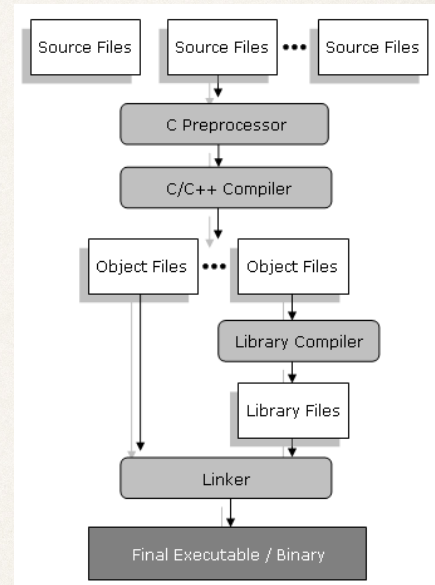 Source Files Source Files ••• Source Files
C Preprocessor
C/C++ Compiler
Object Files ••• Object Files
Library Compiler
Library Files
Linker
Final Executable / Binary